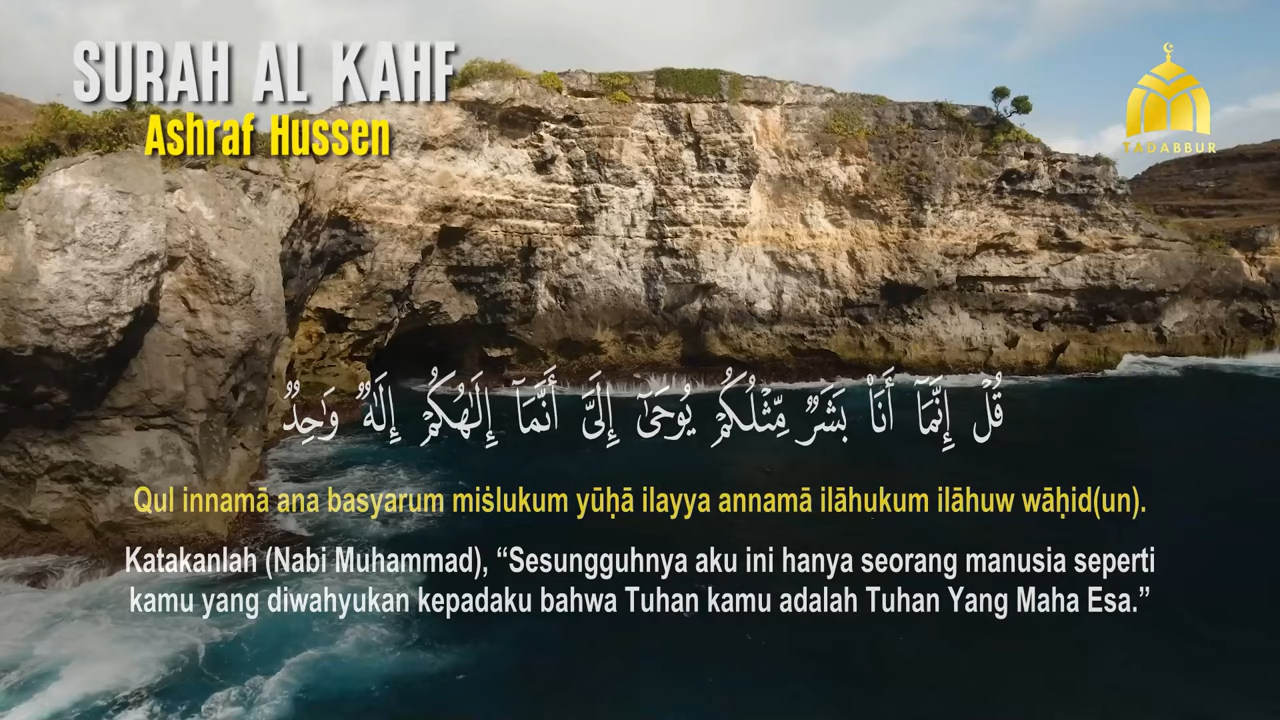 SURAH AL KAHF
Ashraf Hussen
TADABBUR
قُلْ إِنَّمَآ أَنَا۠ بَشَرٌ مِّثْلُكُمْ يُوحَىٰٓ إِلَىَّ أَنَّمَآ إِلَـٰهُكُمْ إِلَـٰهٌ وَٰحِدٌ
Qul innamā ana basyarum miṡlukum yūḥā ilayya annamā ilāhukum ilāhuw wāḥid(un).
Katakanlah (Nabi Muhammad), “Sesungguhnya aku ini hanya seorang manusia seperti
kamu yang diwahyukan kepadaku bahwa Tuhan kamu adalah Tuhan Yang Maha Esa.”